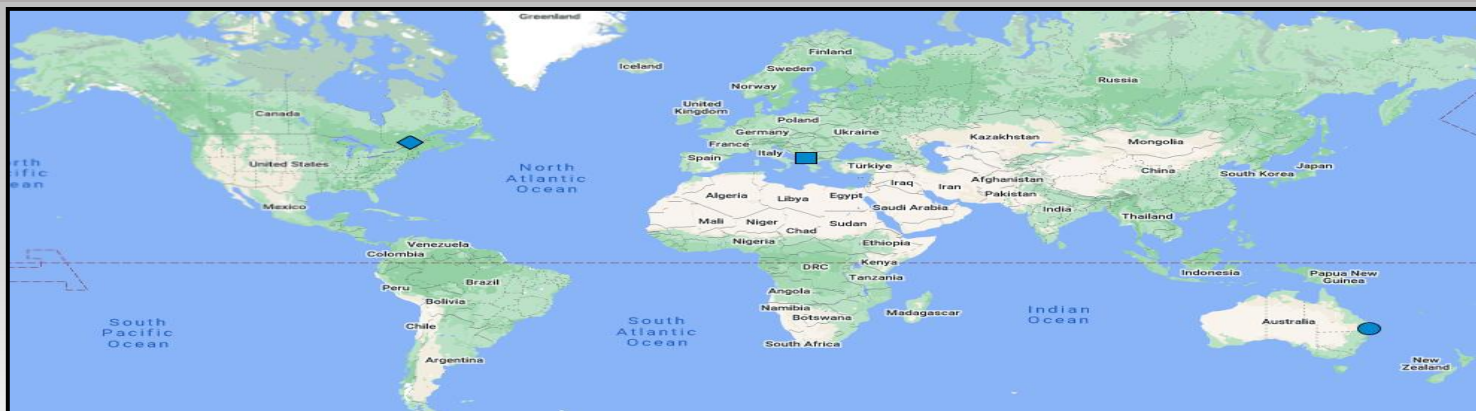 Greenland
Iceland
Finland
Sweden
Norway
Russia
United
Kingdom
Poland
Germany
Ukraine
France
Italy
Spain
Türkiye
Kazakhstan
Mongolia
Canada
United States
Mexico
North
Atlantic
Ocean
rth
ific
ean
Japan
South Korea
China
Afghanistan
Pakistan
Iran
Iraq
India
Thailand
Algeria
Libya
Egypt
Saudi Arabia
Mali
Niger
Chad
Sudan
Nigeria
Ethiopia
Kenya
DRC
Tanzania
Venezuela
Colombia
Brazil
Peru
Bolivia
Chile
Argentina
South
Pacific
Ocean
South
Atlantic
Ocean
Angola
Namibia
Botswana
Madagascar
South Africa
Indian
Ocean
Indonesia
Papua New
Guinea
Australia
New
Zealand